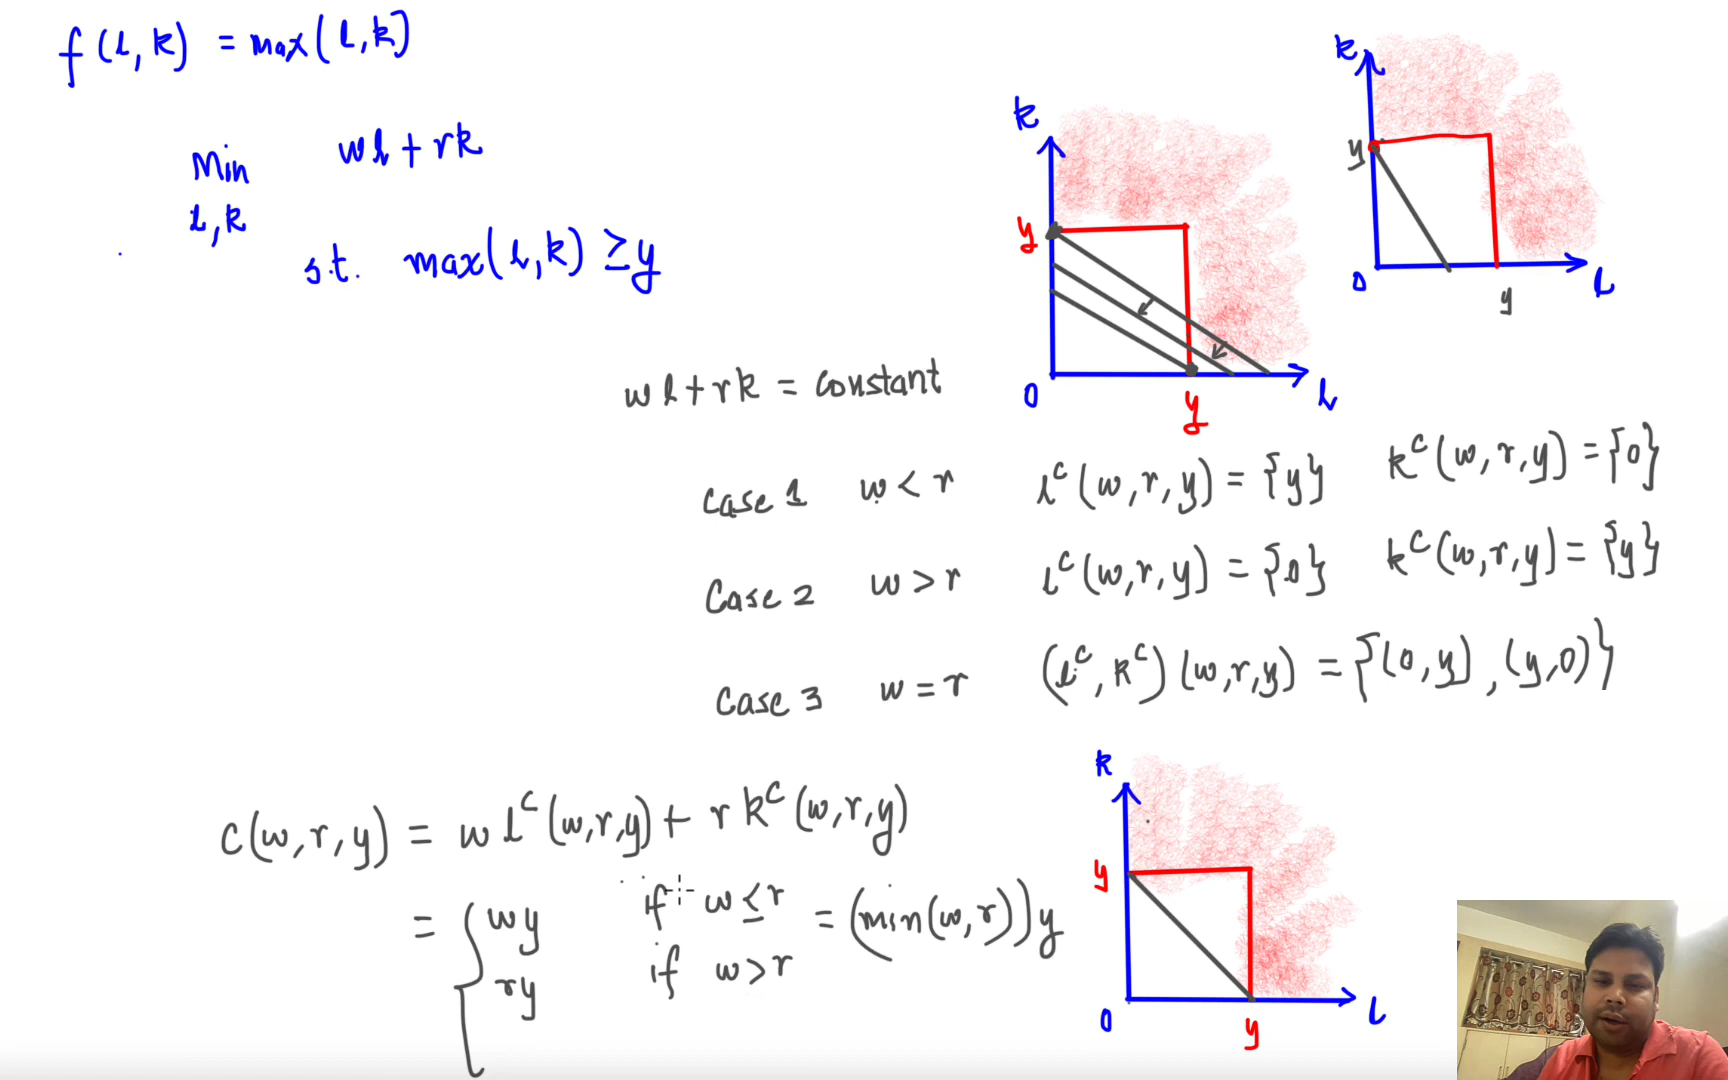 f(l,k) = max(l,k)
min wl+rk
l,k
s.t. max(l,k) ≥ y
k
y
0
y
l
k
y
0
y
l
wl+rk = constant
Case 1 w < r l^c(w,r,y) = {y} k^c(w,r,y) = {0}
Case 2 w > r l^c(w,r,y) = {0} k^c(w,r,y) = {y}
Case 3 w = r (l^c, k^c)(w,r,y) = {(0,y), (y,0)}
c(w,r,y) = w l^c(w,r,y) + r k^c(w,r,y)
= { wy if w ≤ r = (min(w,r))y
ry if w > r
k
y
0
y
l